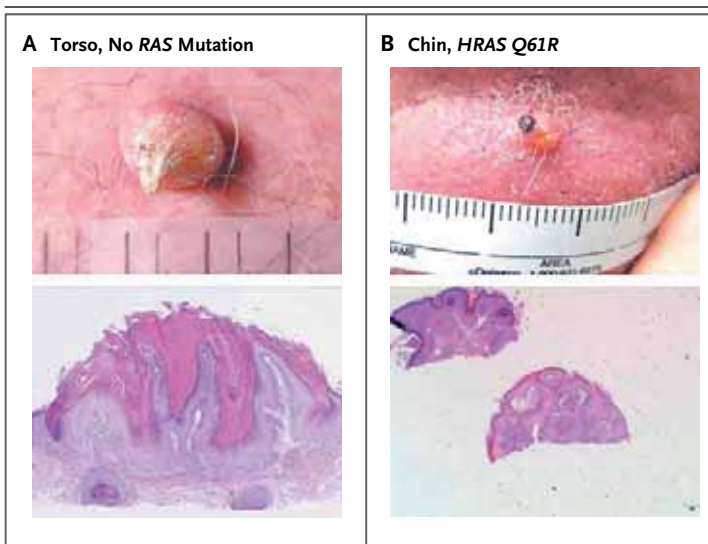 A Torso, No RAS Mutation
B Chin, HRAS Q61R
AREA